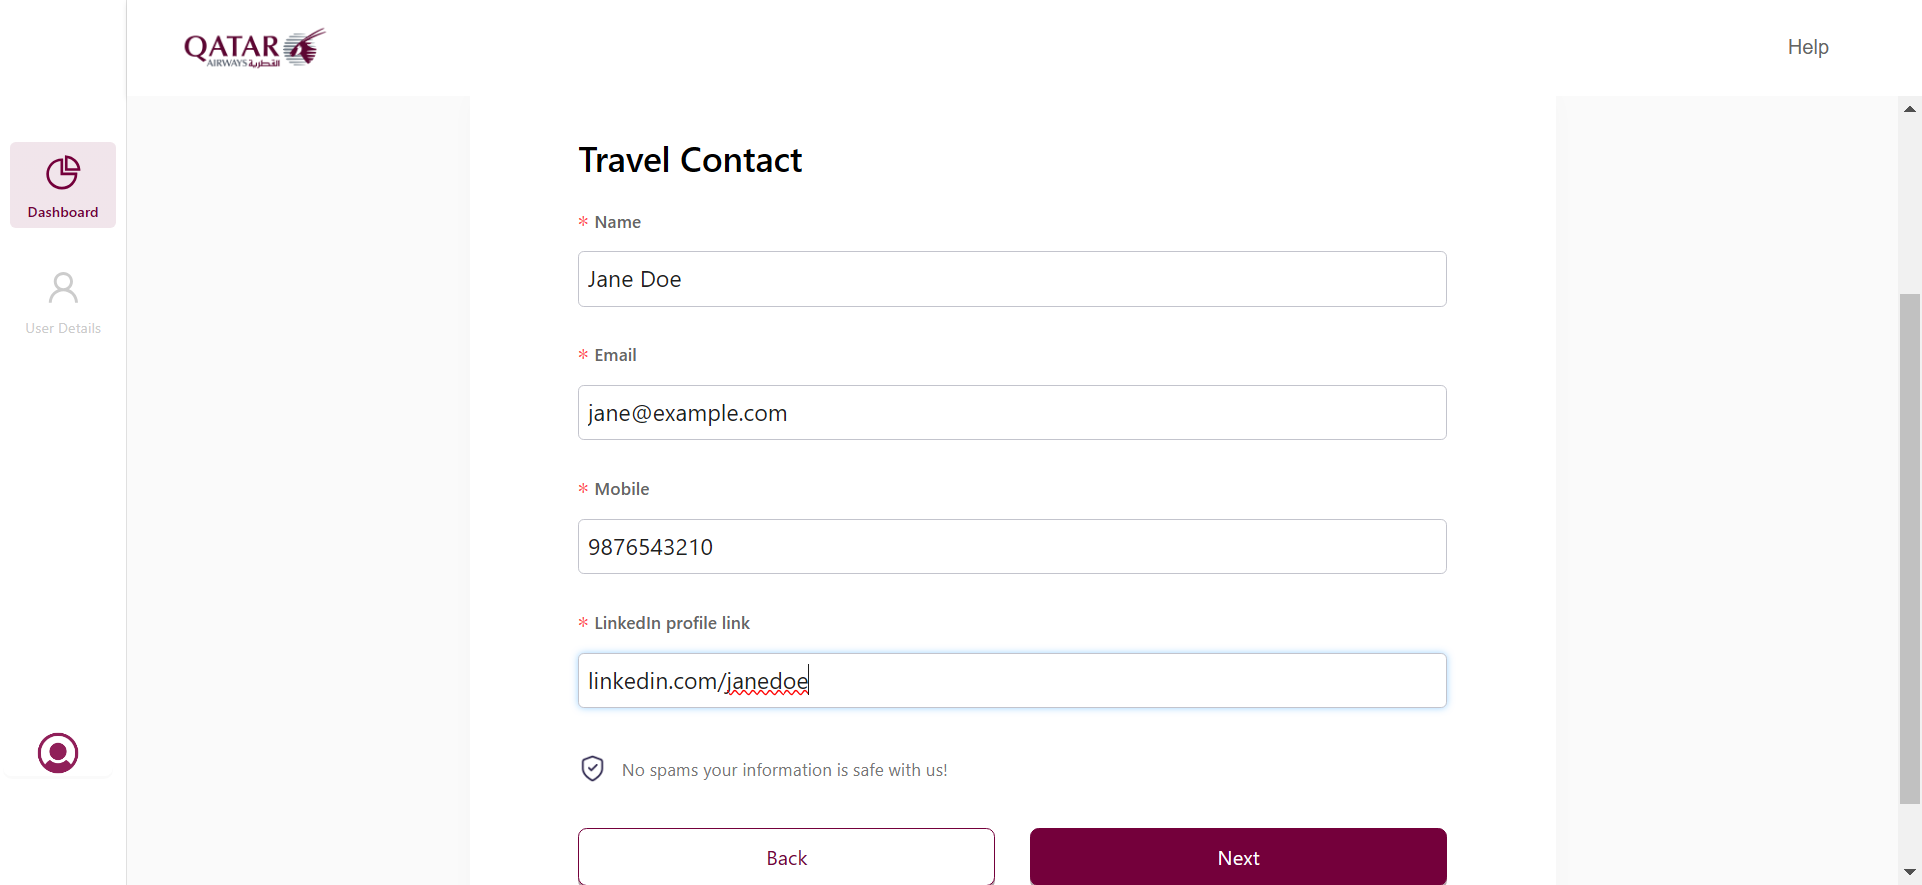 QATAR
AIRWAYS القطرية
Help
Dashboard
User Details
Travel Contact
* Name
Jane Doe
* Email
jane@example.com
* Mobile
9876543210
* LinkedIn profile link
linkedin.com/janedoe
No spams your information is safe with us!
Back
Next